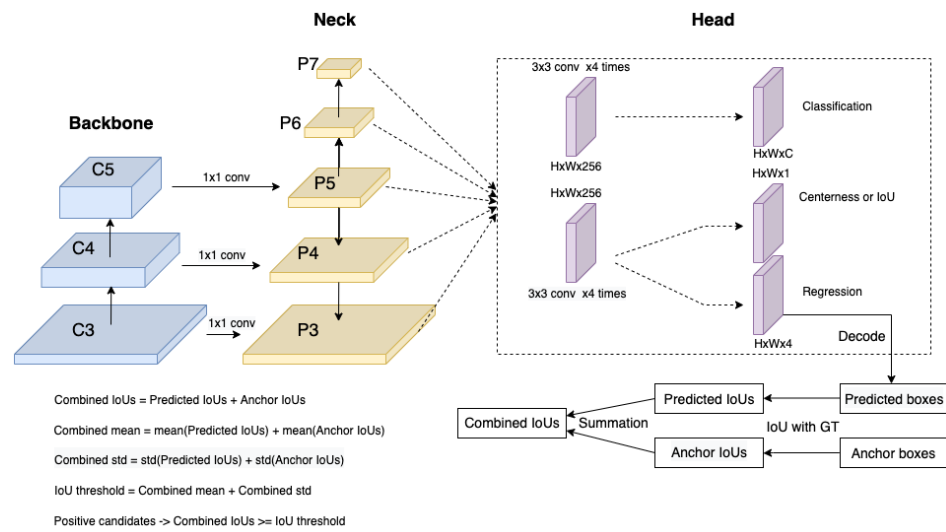 Neck
Head
Backbone
P7
P6
P5
P4
P3
C5
C4
C3
1x1 conv
1x1 conv
1x1 conv
3x3 conv x4 times
HxWx256
HxWxC
Classification
HxWx256
HxWx1
Centerness or IoU
3x3 conv x4 times
Regression
HxWx4
Decode
Combined IoUs
Summation
Predicted IoUs
Predicted boxes
IoU with GT
Anchor IoUs
Anchor boxes
Combined IoUs = Predicted IoUs + Anchor IoUs
Combined mean = mean(Predicted IoUs) + mean(Anchor IoUs)
Combined std = std(Predicted IoUs) + std(Anchor IoUs)
IoU threshold = Combined mean + Combined std
Positive candidates -> Combined IoUs >= IoU threshold